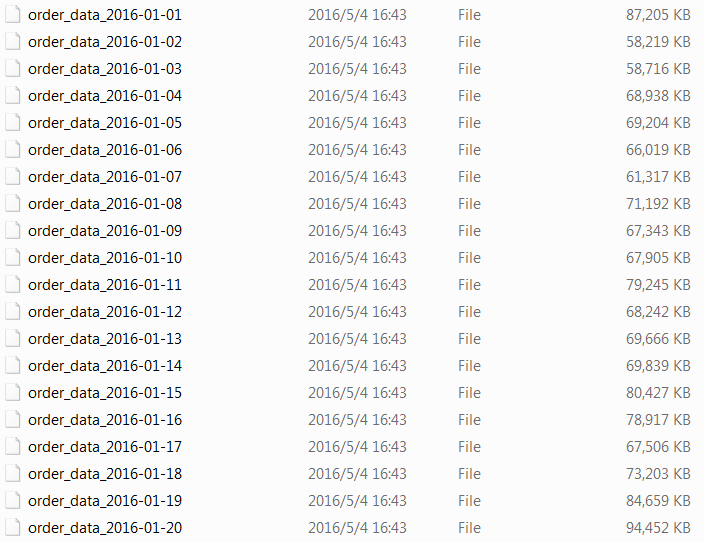 order_data_2016-01-01 2016/5/4 16:43 File 87,205 KB
order_data_2016-01-02 2016/5/4 16:43 File 58,219 KB
order_data_2016-01-03 2016/5/4 16:43 File 58,716 KB
order_data_2016-01-04 2016/5/4 16:43 File 68,938 KB
order_data_2016-01-05 2016/5/4 16:43 File 69,204 KB
order_data_2016-01-06 2016/5/4 16:43 File 66,019 KB
order_data_2016-01-07 2016/5/4 16:43 File 61,317 KB
order_data_2016-01-08 2016/5/4 16:43 File 71,192 KB
order_data_2016-01-09 2016/5/4 16:43 File 67,343 KB
order_data_2016-01-10 2016/5/4 16:43 File 67,905 KB
order_data_2016-01-11 2016/5/4 16:43 File 79,245 KB
order_data_2016-01-12 2016/5/4 16:43 File 68,242 KB
order_data_2016-01-13 2016/5/4 16:43 File 69,666 KB
order_data_2016-01-14 2016/5/4 16:43 File 69,839 KB
order_data_2016-01-15 2016/5/4 16:43 File 80,427 KB
order_data_2016-01-16 2016/5/4 16:43 File 78,917 KB
order_data_2016-01-17 2016/5/4 16:43 File 67,506 KB
order_data_2016-01-18 2016/5/4 16:43 File 73,203 KB
order_data_2016-01-19 2016/5/4 16:43 File 84,659 KB
order_data_2016-01-20 2016/5/4 16:43 File 94,452 KB